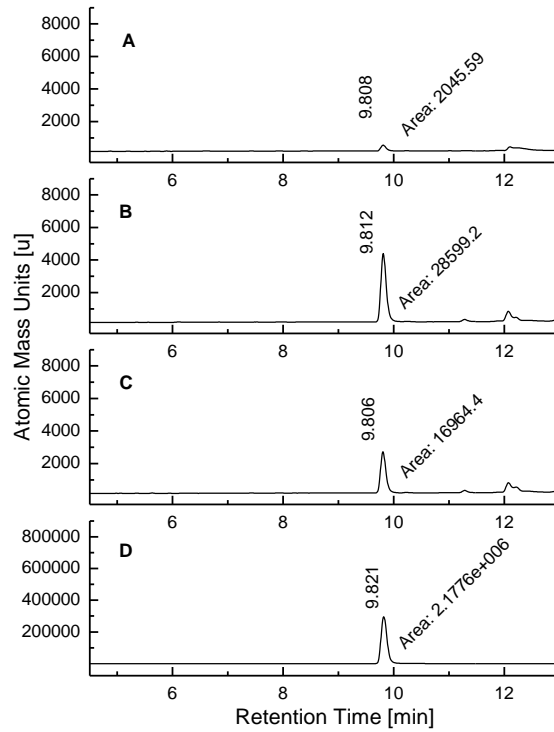 8000
6000
4000
2000
A
9.808
Area: 2045.59
6 8 10 12
8000
6000
4000
2000
B
9.812
Area: 28599.2
6 8 10 12
8000
6000
4000
2000
C
9.806
Area: 16964.4
6 8 10 12
800000
600000
400000
200000
D
9.821
Area: 2.1776e+006
6 8 10 12
Atomic Mass Units [u]
Retention Time [min]